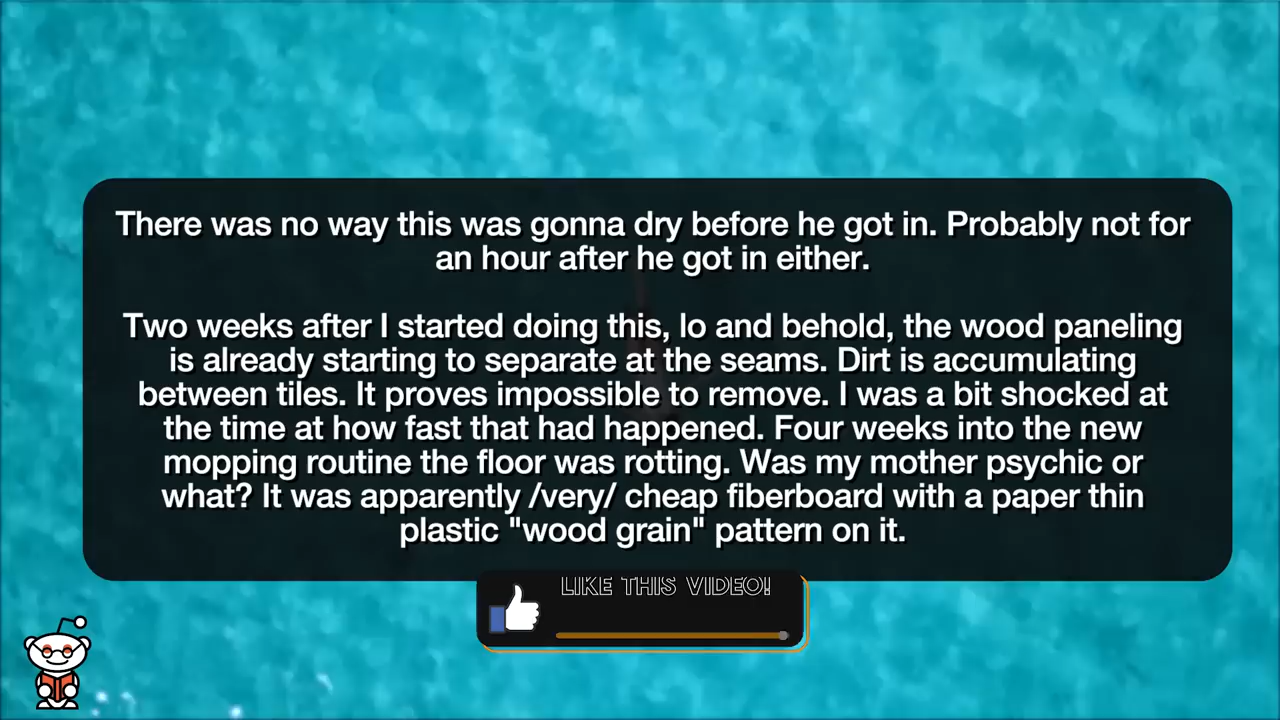 There was no way this was gonna dry before he got in. Probably not for
an hour after he got in either.
Two weeks after I started doing this, lo and behold, the wood paneling
is already starting to separate at the seams. Dirt is accumulating
between tiles. It proves impossible to remove. I was a bit shocked at
the time at how fast that had happened. Four weeks into the new
mopping routine the floor was rotting. Was my mother psychic or
what? It was apparently /very/ cheap fiberboard with a paper thin
plastic "wood grain" pattern on it.
LIKE THIS VIDEO!